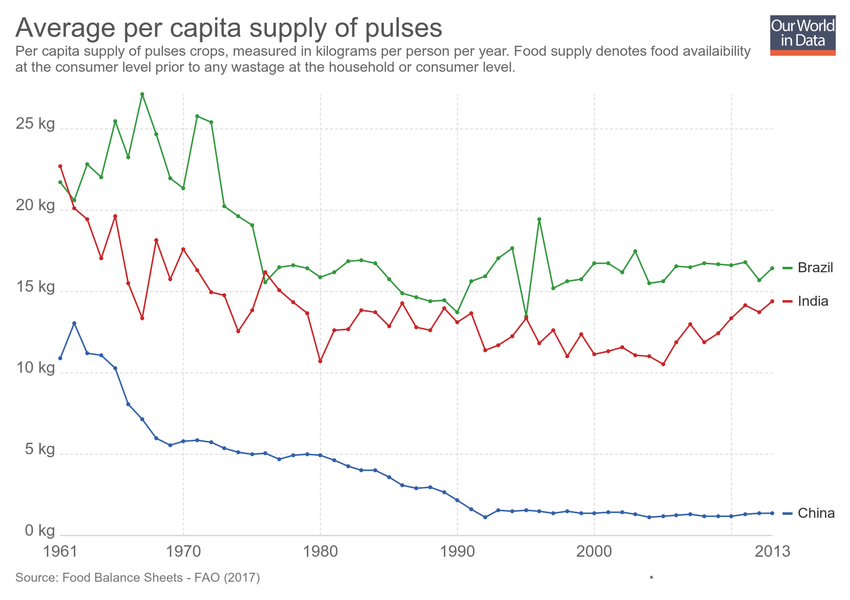 Average per capita supply of pulses
Per capita supply of pulses crops, measured in kilograms per person per year. Food supply denotes food availaibility
at the consumer level prior to any wastage at the household or consumer level.
Our World
in Data
25 kg
20 kg
15 kg
10 kg
5 kg
0 kg
Brazil
India
China
1961 1970 1980 1990 2000 2013
Source: Food Balance Sheets - FAO (2017)